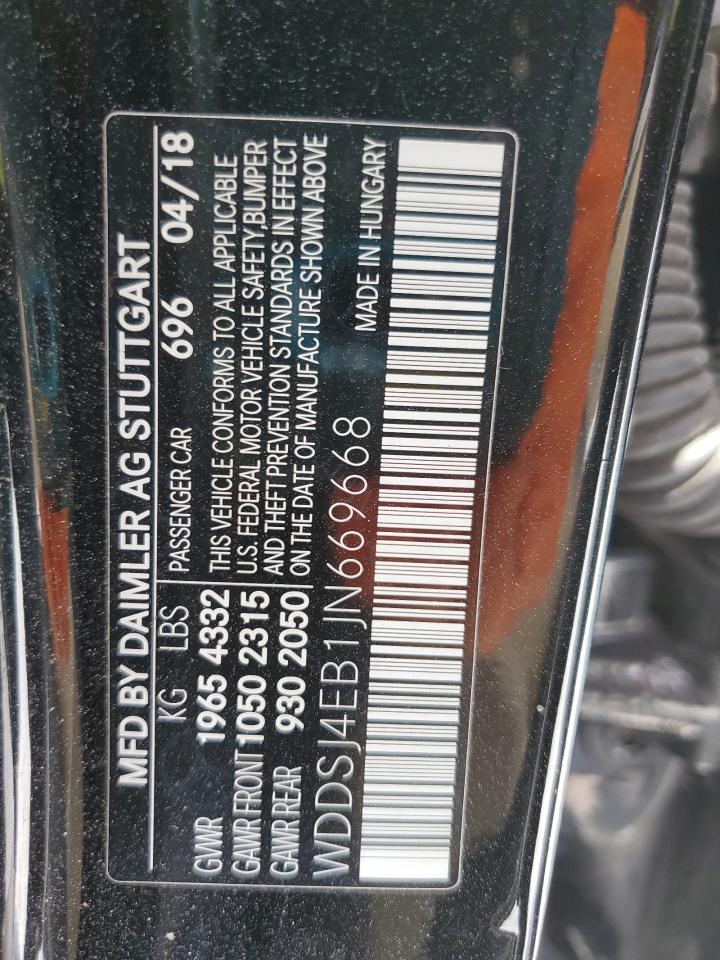 MFD BY DAIMLER AG STUTTGART
KG LBS PASSENGER CAR 696 04/18
GVWR 1965 4332 THIS VEHICLE CONFORMS TO ALL APPLICABLE
GAWR FRONT 1050 2315 U.S. FEDERAL MOTOR VEHICLE SAFETY,BUMPER
GAWR REAR 930 2050 AND THEFT PREVENTION STANDARDS IN EFFECT
ON THE DATE OF MANUFACTURE SHOWN ABOVE
WDDSJ4EB1JN669668 MADE IN HUNGARY